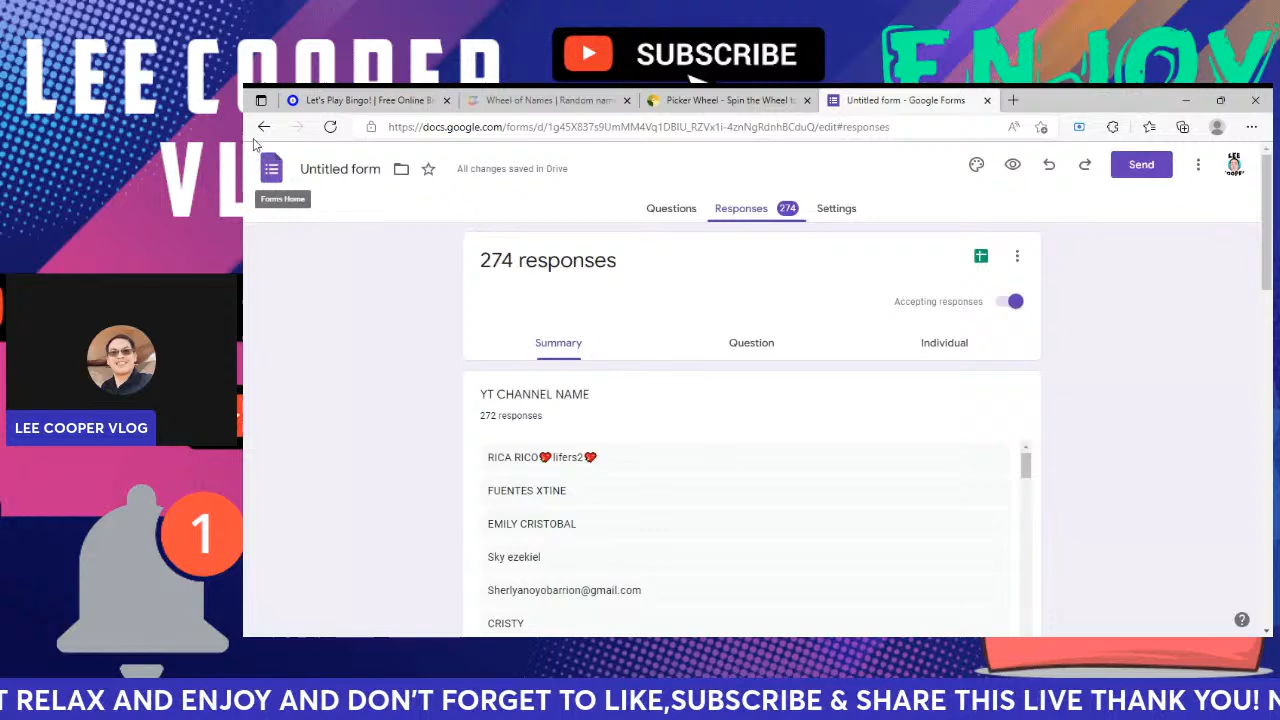 LEE COOPER
VL
SUBSCRIBE
ENJOY
Let's Play Bingo! | Free Online B
Wheel of Names | Random nam
Picker Wheel - Spin the Wheel to
Untitled form - Google Forms
https://docs.google.com/forms/d/1g45X837s9UmMM4Vq1DBlU_RZVx1i-4znNgRdnhBCduQ/edit#responses
Untitled form
All changes saved in Drive
Send
Forms Home
Questions
Responses 274
Settings
274 responses
Accepting responses
Summary
Question
Individual
YT CHANNEL NAME
272 responses
RICA RICO💖lifers2💖
FUENTES XTINE
EMILY CRISTOBAL
Sky ezekiel
Sherlyanoyobarrion@gmail.com
CRISTY
LEE COOPER VLOG
1
T RELAX AND ENJOY AND DON'T FORGET TO LIKE,SUBSCRIBE & SHARE THIS LIVE THANK YOU! N